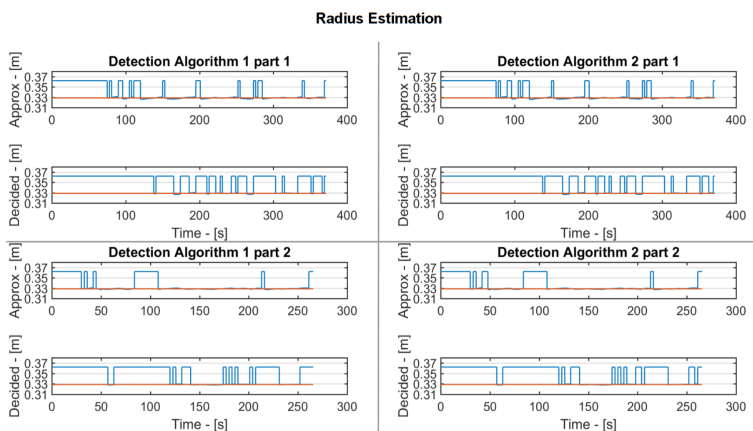 Radius Estimation
Detection Algorithm 1 part 1
Approx - [m]
0.37
0.35
0.33
0.31
0 100 200 300 400
Decided - [m]
0.37
0.35
0.33
0.31
0 100 200 300 400
Time - [s]
Detection Algorithm 2 part 1
Approx - [m]
0.37
0.35
0.33
0.31
0 100 200 300 400
Decided - [m]
0.37
0.35
0.33
0.31
0 100 200 300 400
Time - [s]
Detection Algorithm 1 part 2
Approx - [m]
0.37
0.35
0.33
0.31
0 50 100 150 200 250 300
Decided - [m]
0.37
0.35
0.33
0.31
0 50 100 150 200 250 300
Time - [s]
Detection Algorithm 2 part 2
Approx - [m]
0.37
0.35
0.33
0.31
0 50 100 150 200 250 300
Decided - [m]
0.37
0.35
0.33
0.31
0 50 100 150 200 250 300
Time - [s]